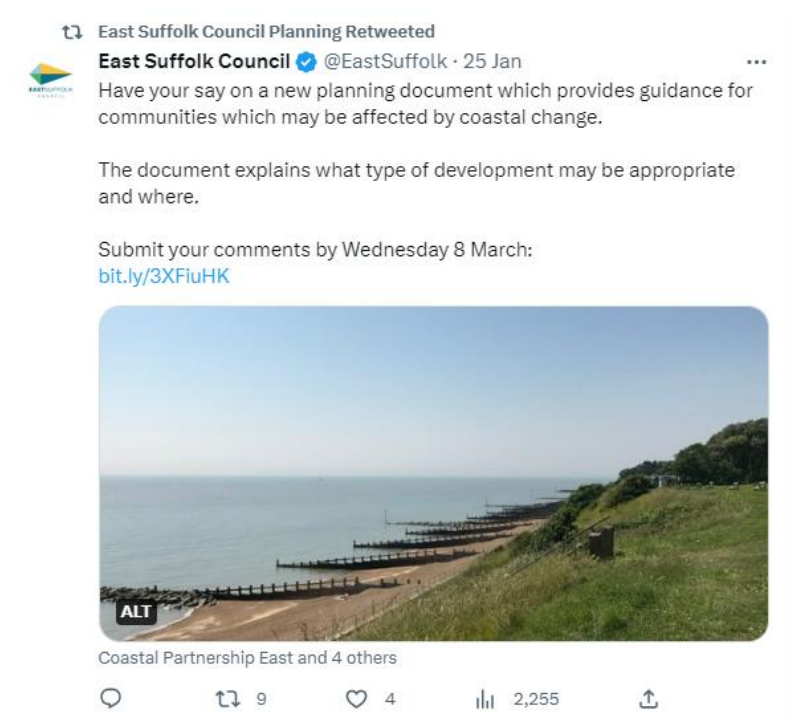 East Suffolk Council Planning Retweeted
East Suffolk Council @EastSuffolk · 25 Jan
EASTSUFFOLK
COUNCIL
Have your say on a new planning document which provides guidance for
communities which may be affected by coastal change.
The document explains what type of development may be appropriate
and where.
Submit your comments by Wednesday 8 March:
bit.ly/3XFiuHK
ALT
Coastal Partnership East and 4 others
9 4 2,255